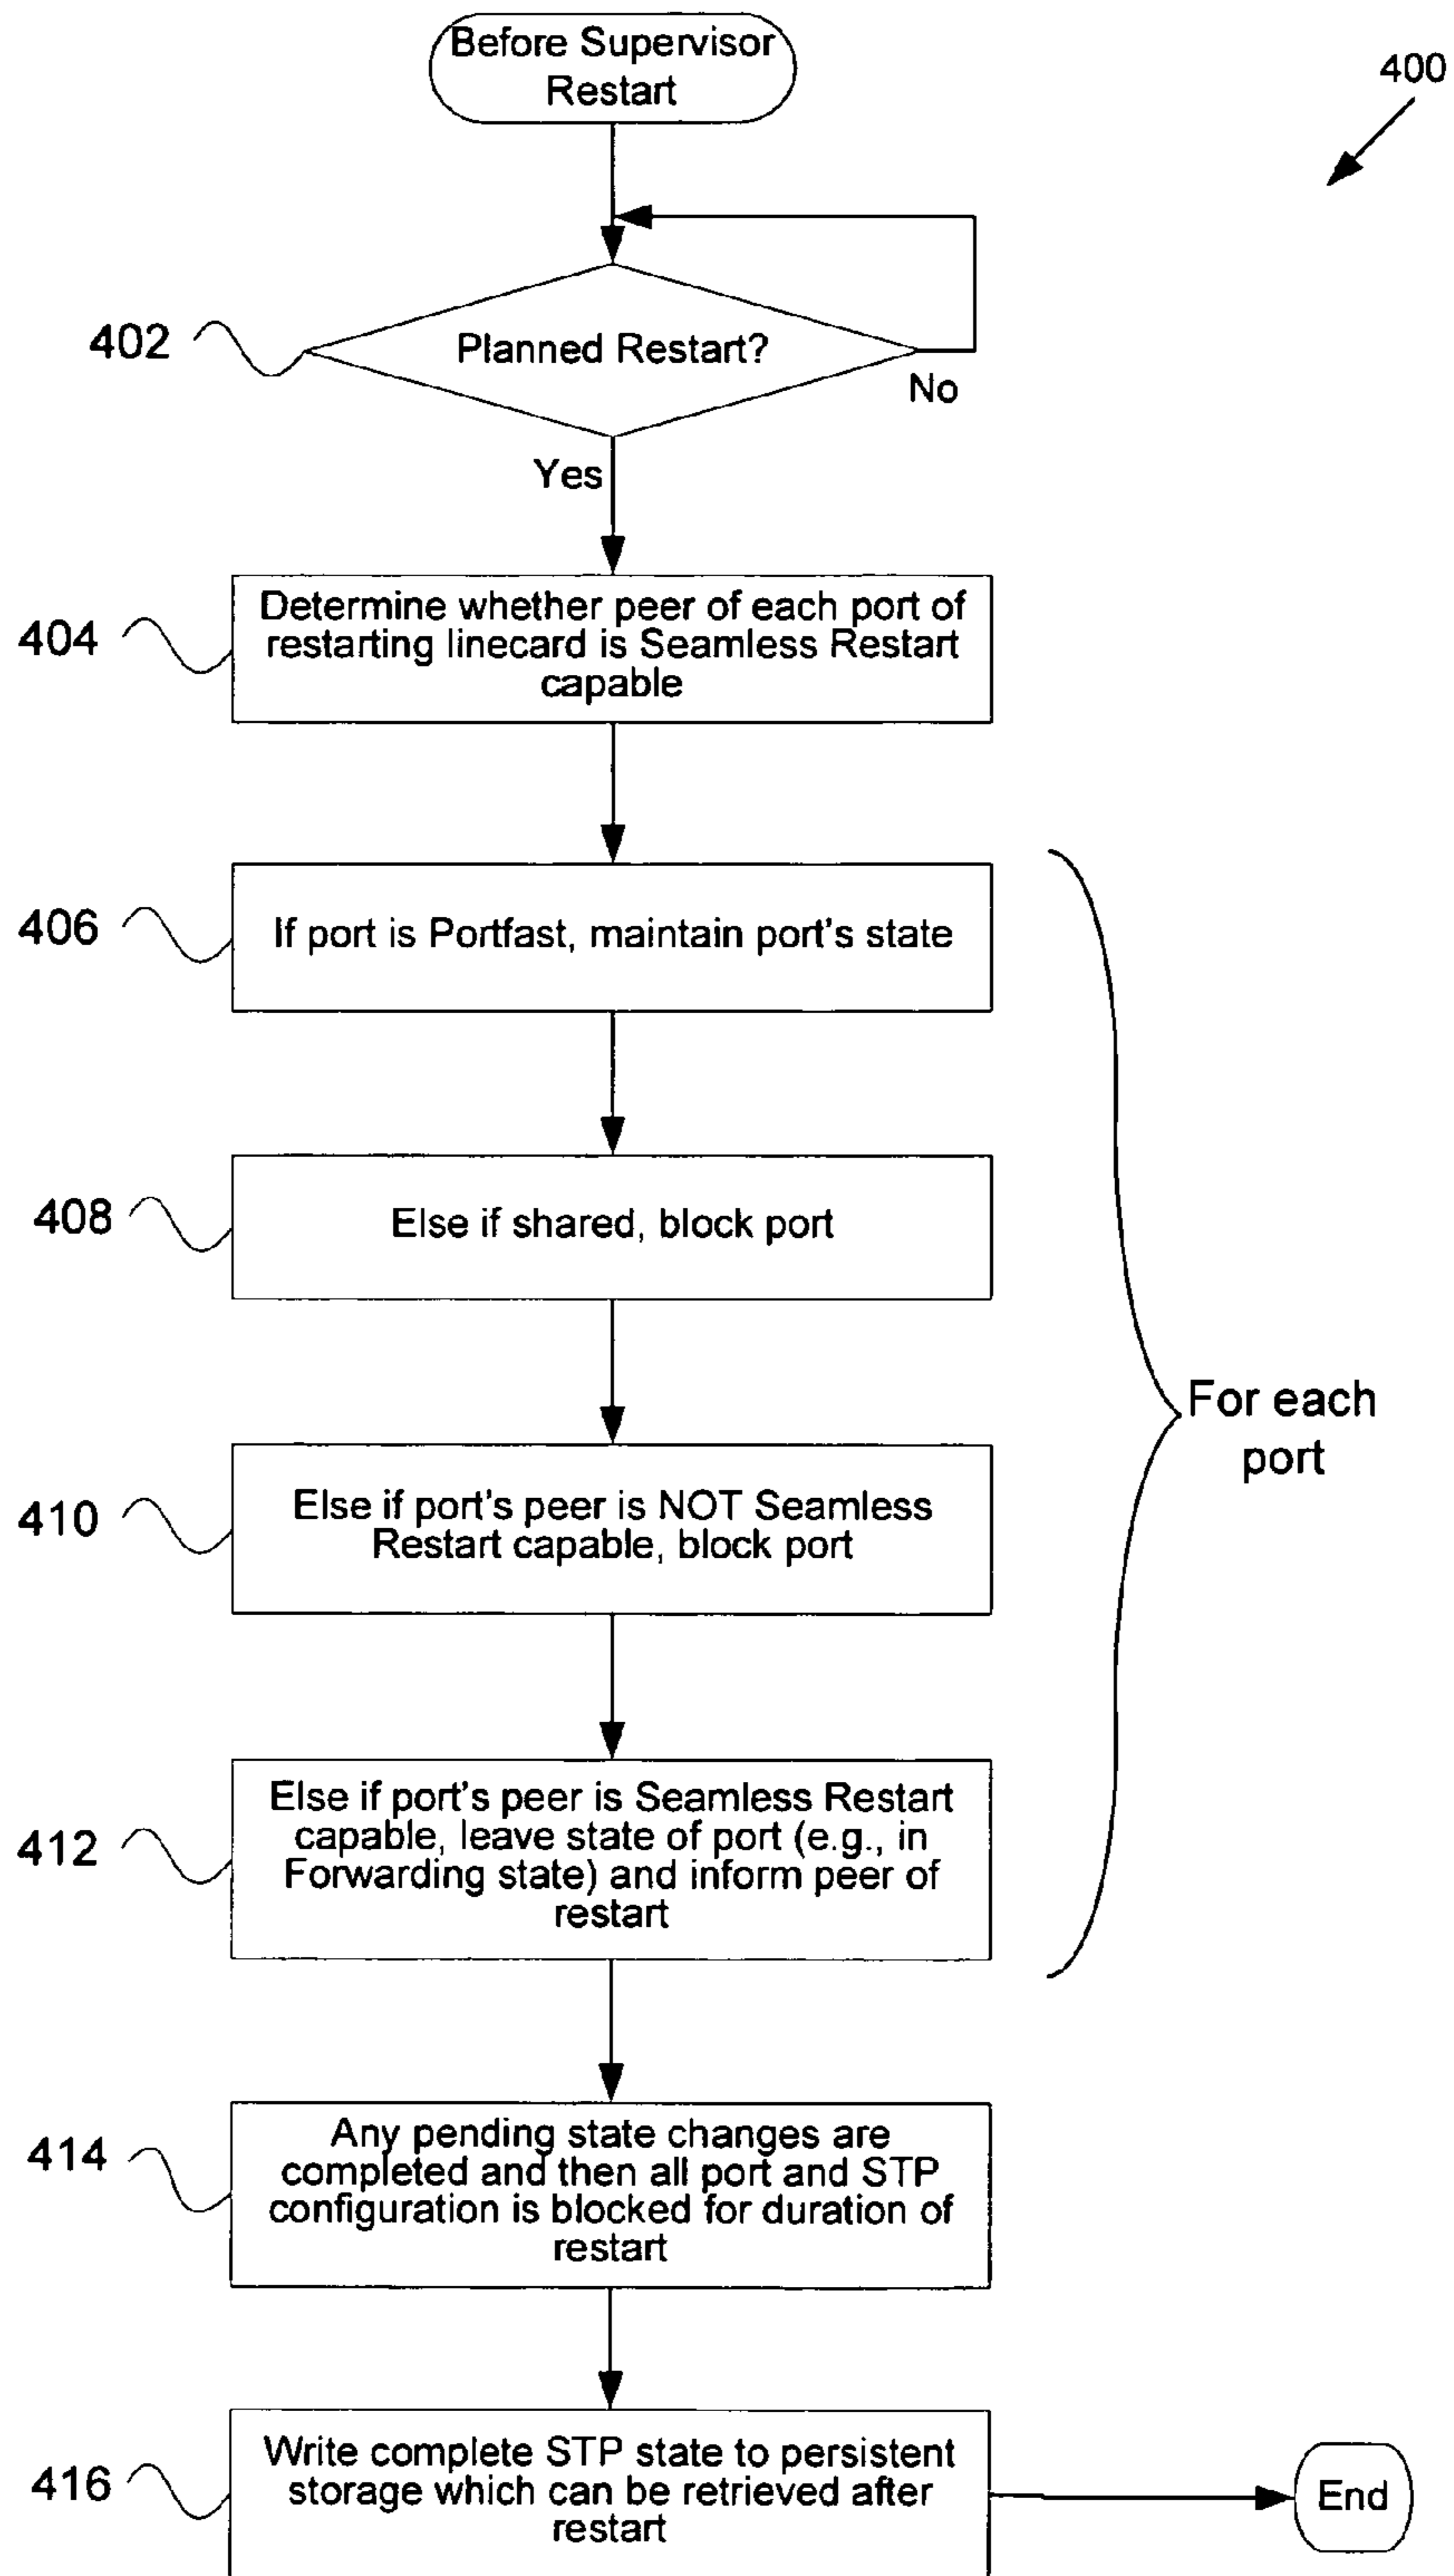 Before Supervisor
Restart
400
402
Planned Restart?
No
Yes
404
Determine whether peer of each port of
restarting linecard is Seamless Restart
capable
406
If port is Portfast, maintain port's state
408
Else if shared, block port
For each
port
410
Else if port's peer is NOT Seamless
Restart capable, block port
412
Else if port's peer is Seamless Restart
capable, leave state of port (e.g., in
Forwarding state) and inform peer of
restart
414
Any pending state changes are
completed and then all port and STP
configuration is blocked for duration of
restart
416
Write complete STP state to persistent
storage which can be retrieved after
restart
End